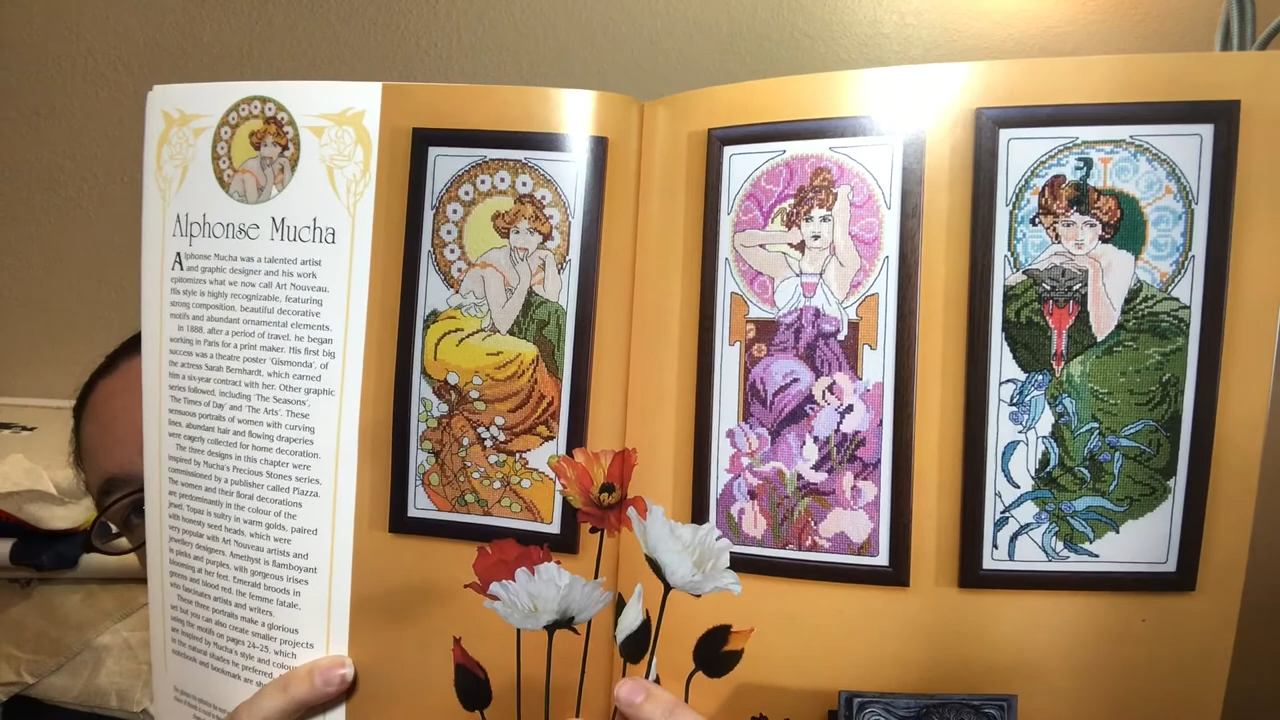 Alphonse Mucha
Alphonse Mucha was a talented artist
and graphic designer and his work
epitomizes what we now call Art Nouveau.
His style is highly recognizable, featuring
strong composition, beautiful decorative
motifs and abundant ornamental elements.
In 1888, after a period of travel, he began
working in Paris for a print maker. His first big
success was a theatre poster 'Gismonda', of
the actress Sarah Bernhardt, which earned
him a six-year contract with her. Other graphic
series followed, including 'The Seasons',
'The Times of Day' and 'The Arts'. These
sensuous portraits of women with curving
lines, abundant hair and flowing draperies
were eagerly collected for home decoration.
The three designs in this chapter were
inspired by Mucha's Precious Stones series,
commissioned by a publisher called Piazza.
The women and their floral decorations
are predominantly in the colour of the
jewel. Topaz is sultry in warm golds, paired
with honesty seed heads, which were
very popular with Art Nouveau artists and
jewellery designers. Amethyst is flamboyant
in pinks and purples, with gorgeous irises
blooming at her feet. Emerald broods in
greens and blood red, the femme fatale,
who fascinates artists and writers.
These three portraits make a glorious
set but you can also create smaller projects
using the motifs on pages 24–25, which
are inspired by Mucha's style and colou
in the natural shades he preferred.
notebook and bookmark are sh